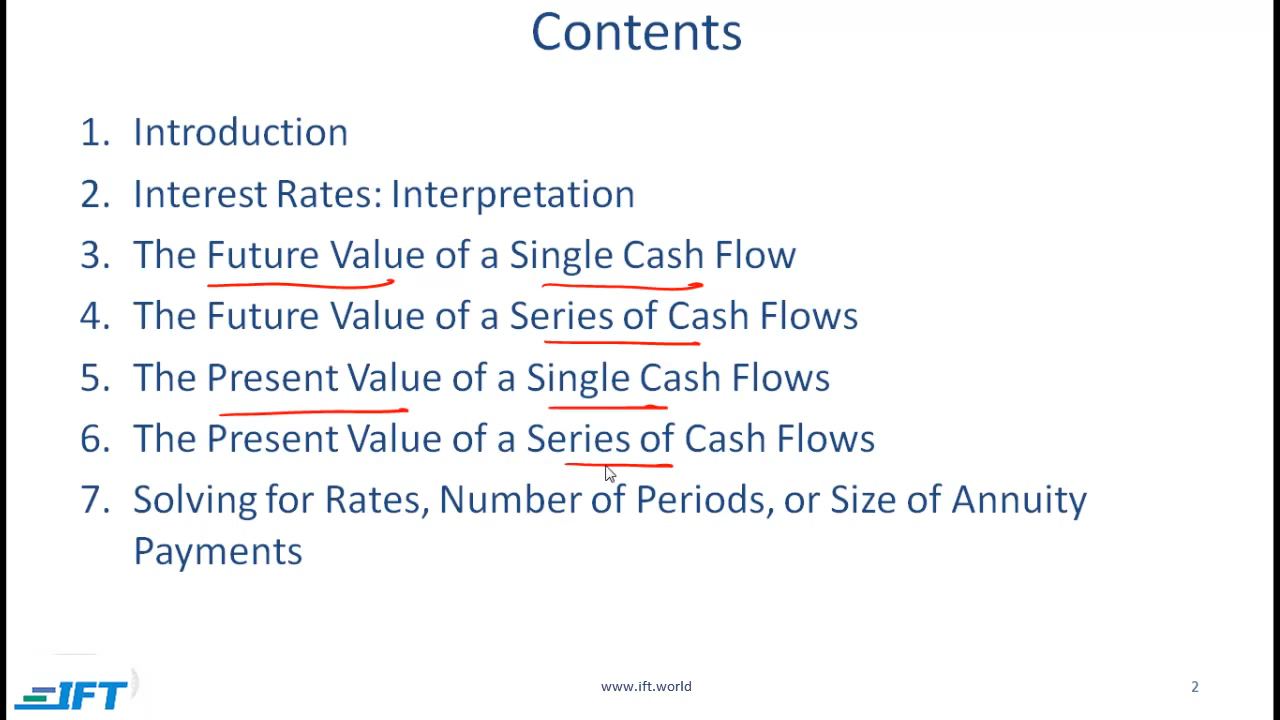 Contents
1. Introduction
2. Interest Rates: Interpretation
3. The Future Value of a Single Cash Flow
4. The Future Value of a Series of Cash Flows
5. The Present Value of a Single Cash Flows
6. The Present Value of a Series of Cash Flows
7. Solving for Rates, Number of Periods, or Size of Annuity
Payments
IFT
www.ift.world
2